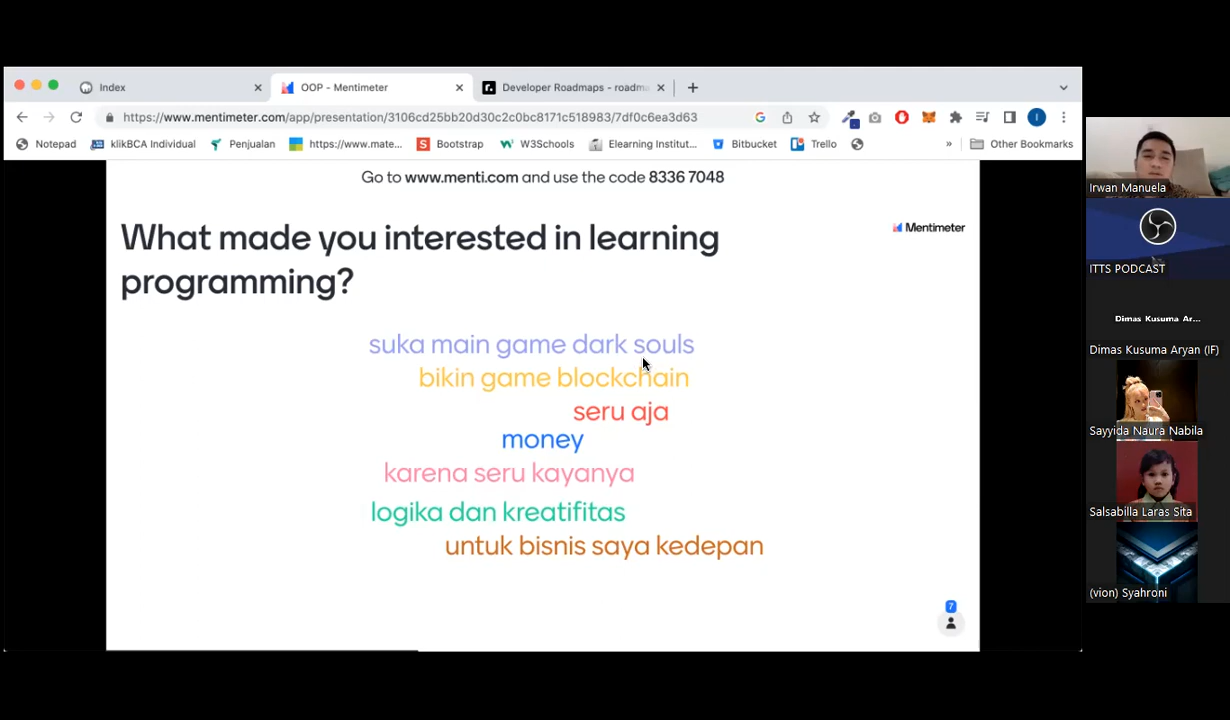 Index
OOP - Mentimeter
Developer Roadmaps - roadma
https://www.mentimeter.com/app/presentation/3106cd25bb20d30c2c0bc8171c518983/7df0c6ea3d63
Notepad
klikBCA Individual
Penjualan
https://www.mate...
Bootstrap
W3Schools
Elearning Institut...
Bitbucket
Trello
»
Other Bookmarks
Go to www.menti.com and use the code 8336 7048
What made you interested in learning
programming?
Mentimeter
suka main game dark souls
bikin game blockchain
seru aja
money
karena seru kayanya
logika dan kreatifitas
untuk bisnis saya kedepan
7
Irwan Manuela
ITTS PODCAST
Dimas Kusuma Ar...
Dimas Kusuma Aryan (IF)
Sayyida Naura Nabila
Salsabilla Laras Sita
(vion) Syahroni